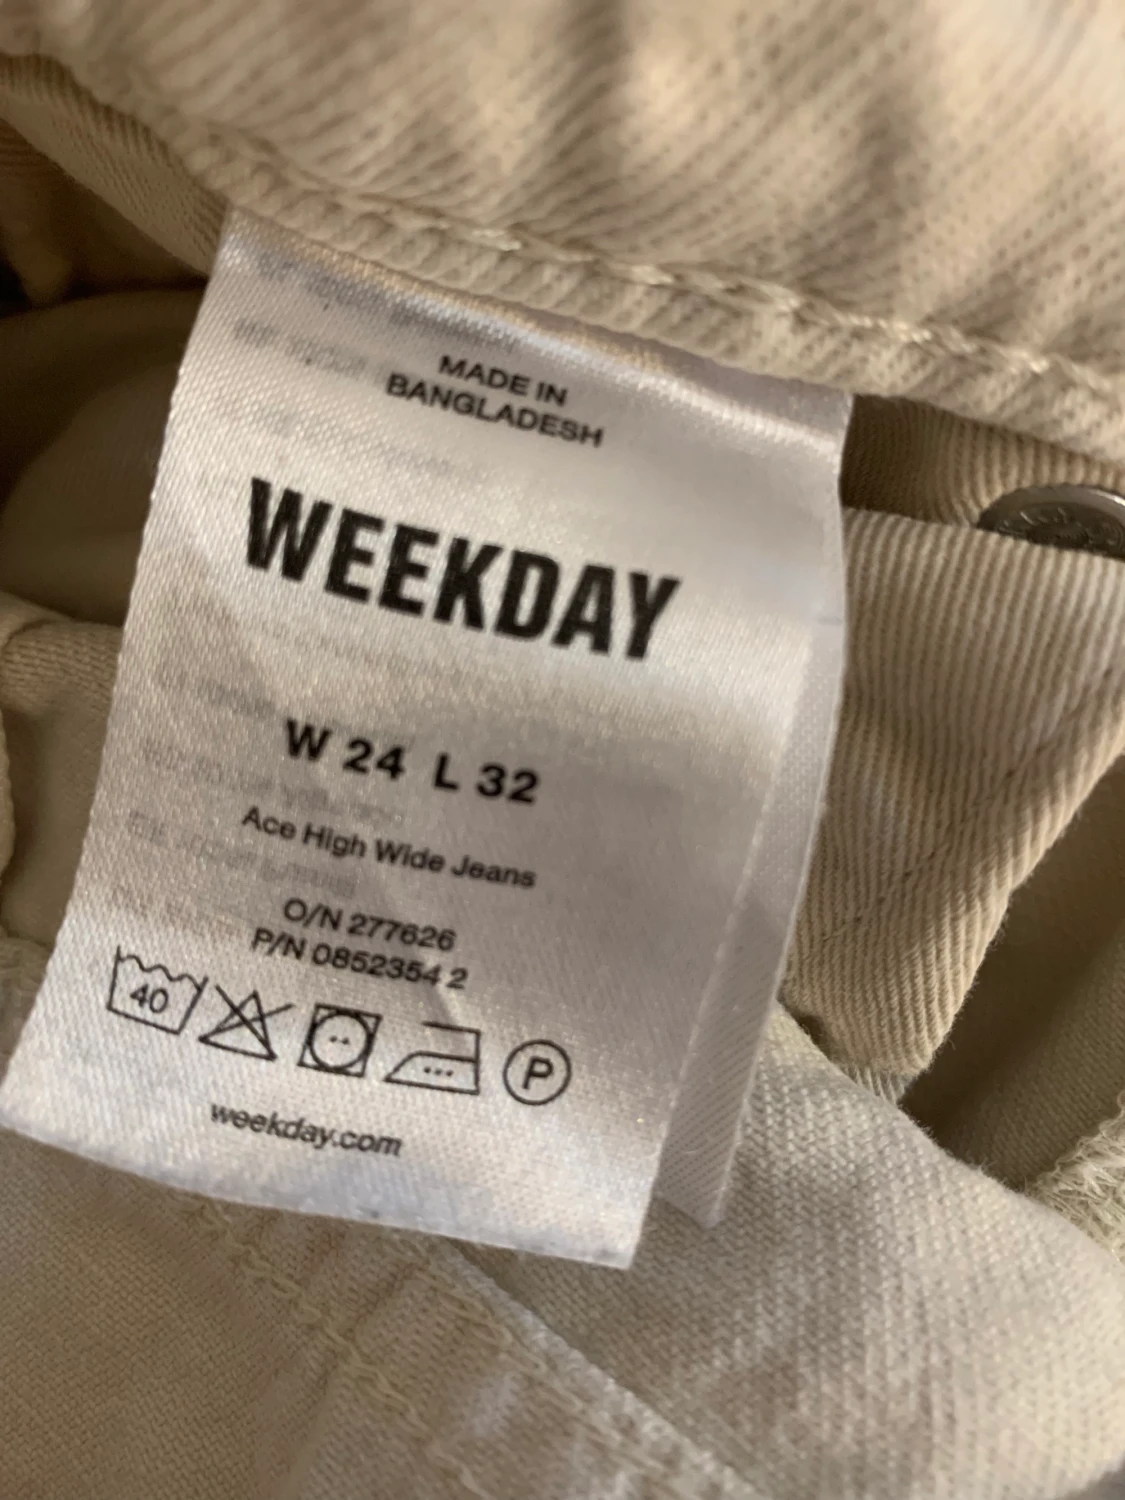 MADE IN
BANGLADESH
WEEKDAY
W 24 L 32
Ace High Wide Jeans
O/N 277626
P/N 0852354 2
40
P
weekday.com